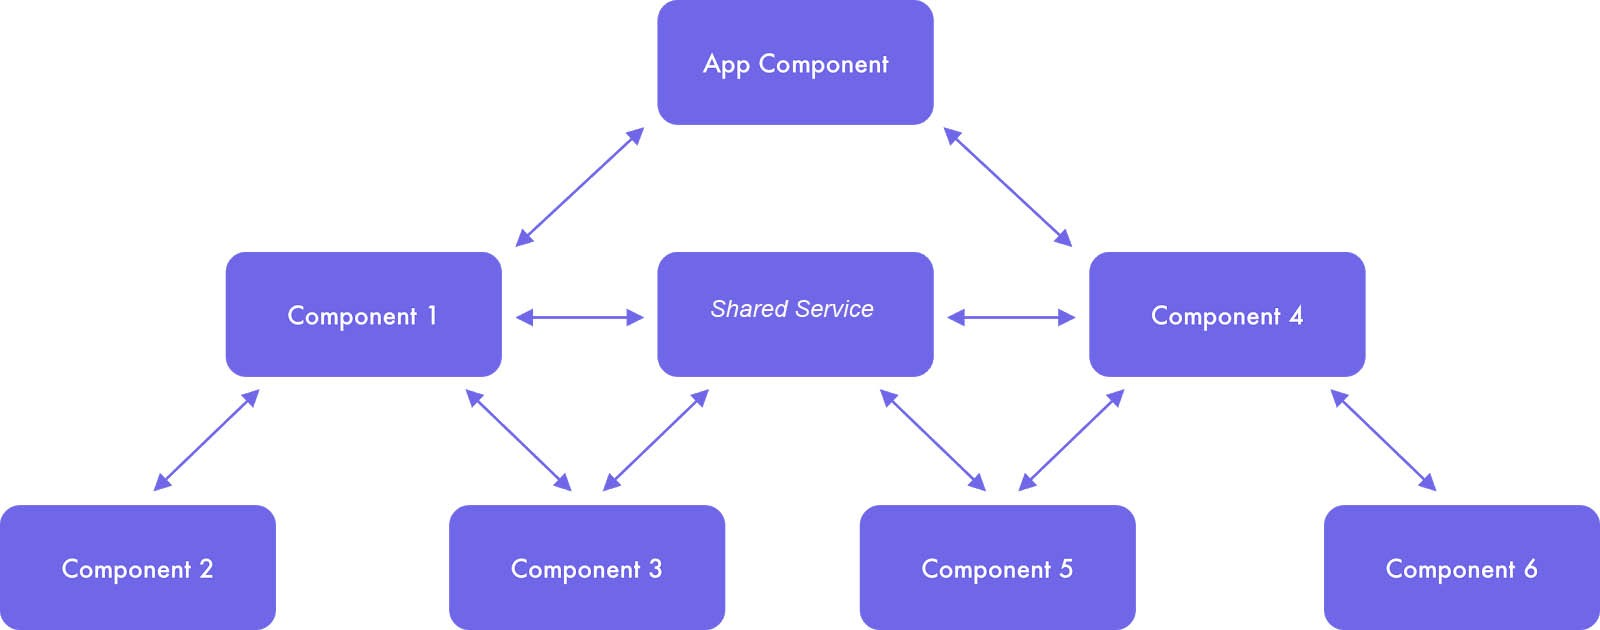 App Component
Component 1
Shared Service
Component 4
Component 2
Component 3
Component 5
Component 6